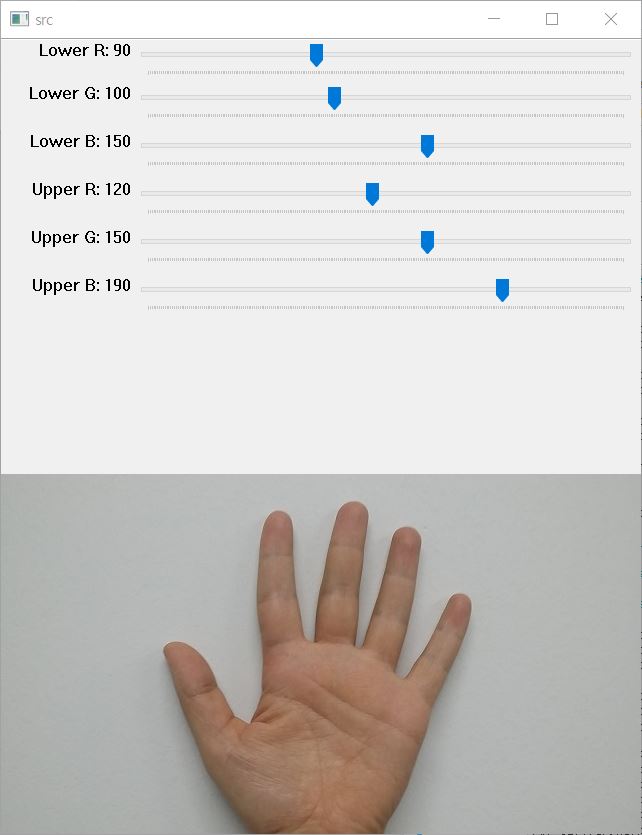 src
Lower R: 90
Lower G: 100
Lower B: 150
Upper R: 120
Upper G: 150
Upper B: 190